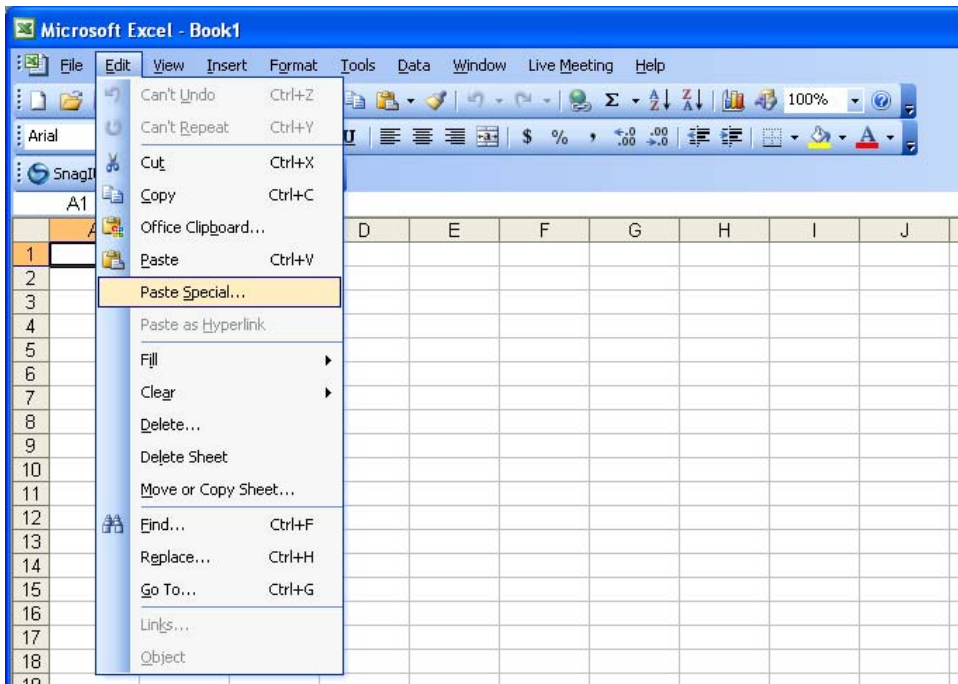 Microsoft Excel - Book1
File Edit View Insert Format Tools Data Window Live Meeting Help
100%
Arial U $ % ,
SnagIt
A1
A D E F G H I J
1
2
3
4
5
6
7
8
9
10
11
12
13
14
15
16
17
18
19
Can't Undo Ctrl+Z
Can't Repeat Ctrl+Y
Cut Ctrl+X
Copy Ctrl+C
Office Clipboard...
Paste Ctrl+V
Paste Special...
Paste as Hyperlink
Fill
Clear
Delete...
Delete Sheet
Move or Copy Sheet...
Find... Ctrl+F
Replace... Ctrl+H
Go To... Ctrl+G
Links...
Object